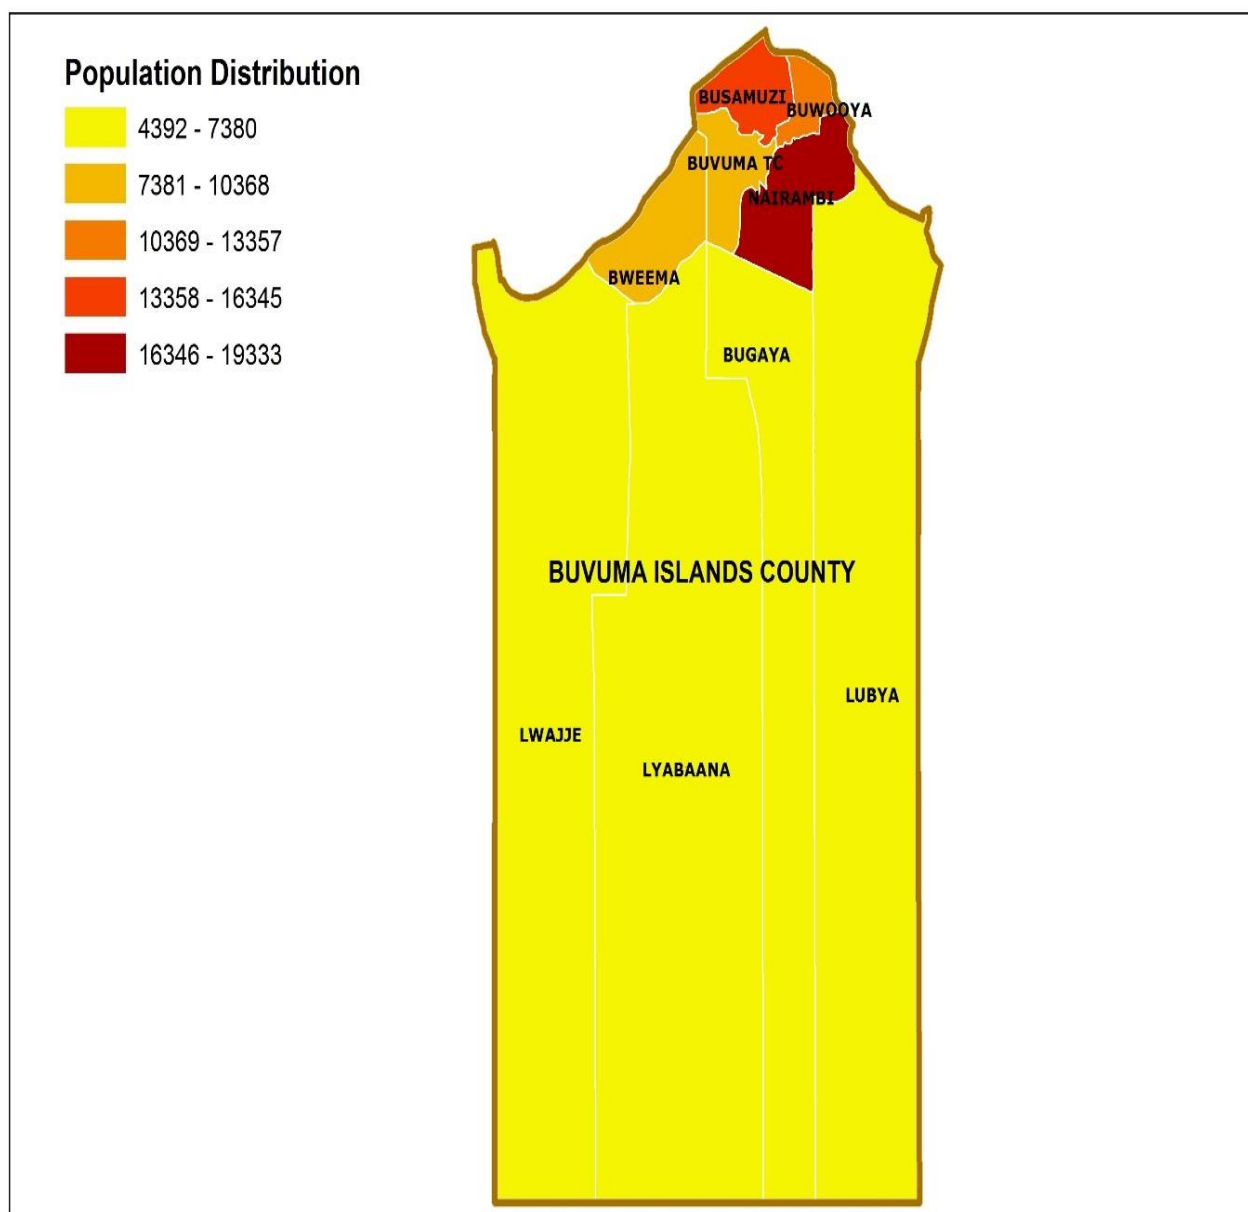 Population Distribution
4392 - 7380
7381 - 10368
10369 - 13357
13358 - 16345
16346 - 19333
BUSAMUZI
BUWOOYA
BUVUMA TC
NAIRAMBI
BWEEMA
BUGAYA
BUVUMA ISLANDS COUNTY
LUBYA
LWAJJE
LYABAANA